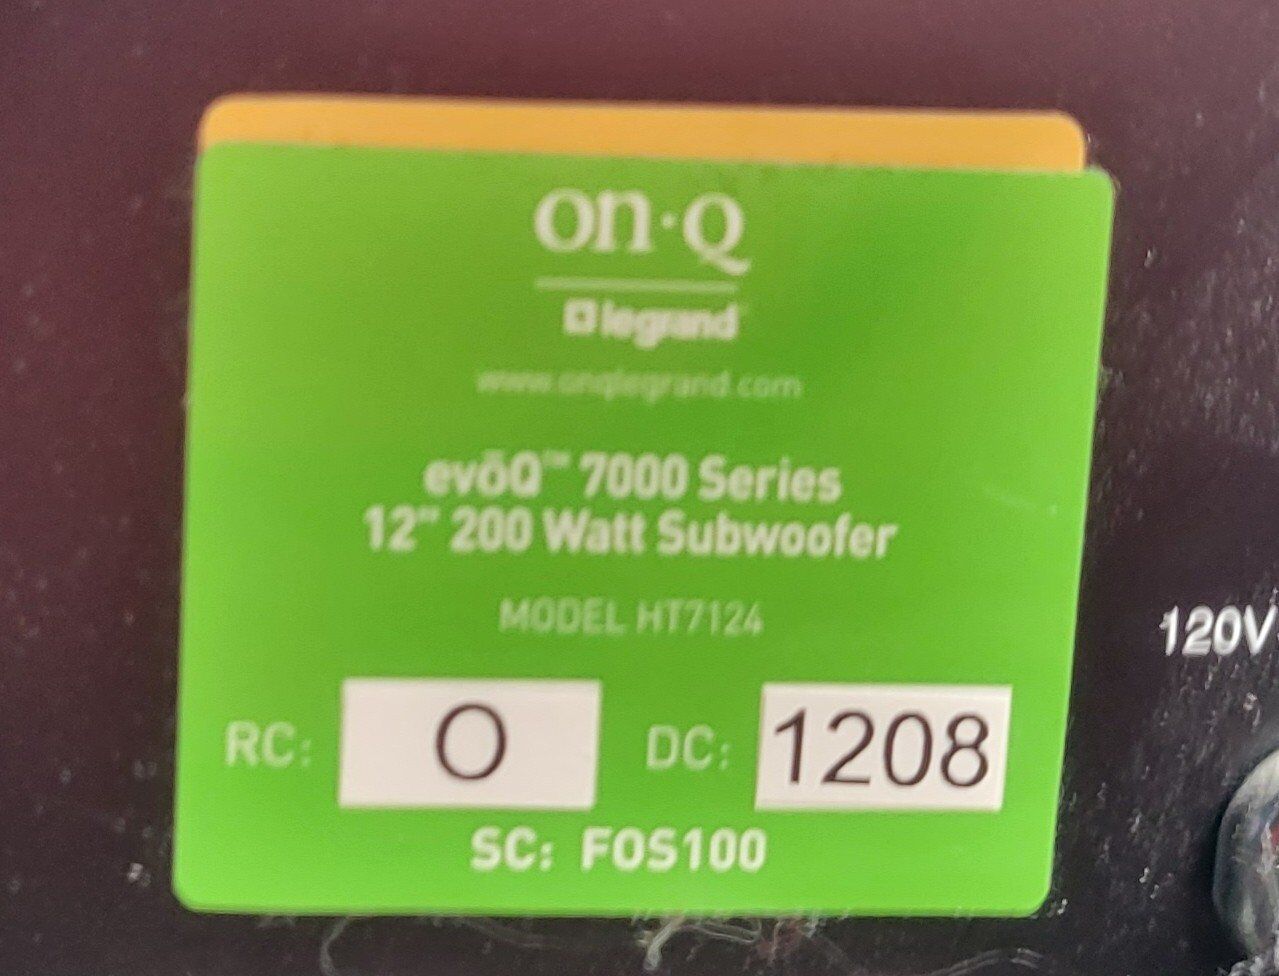 on·Q
legrand
www.onqlegrand.com
evōQ™ 7000 Series
12" 200 Watt Subwoofer
MODEL HT7124
RC: O DC: 1208
SC: FOS100
120V